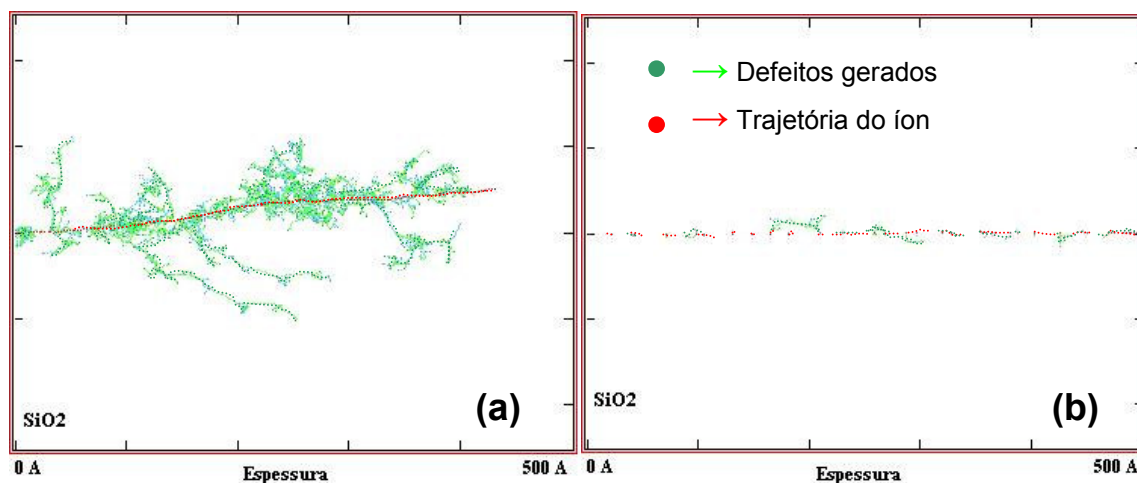 SiO2
(a)
0 A
Espessura
500 A
→ Defeitos gerados
→ Trajetória do íon
SiO2
(b)
0 A
Espessura
500 A